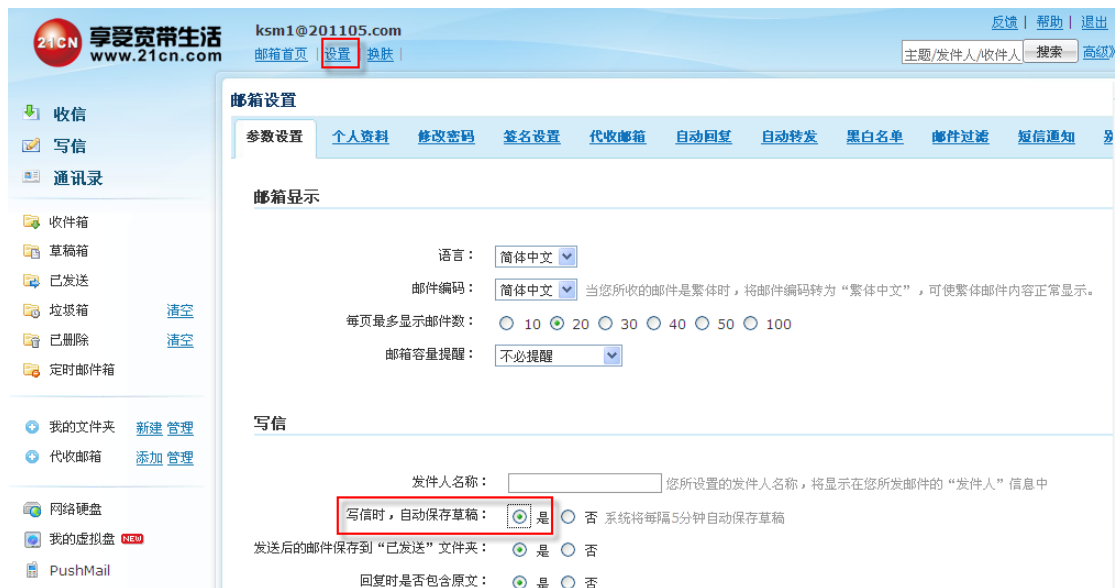 21CN 享受宽带生活
www.21cn.com
ksm1@201105.com
邮箱首页 | 设置 | 换肤 |
反馈 | 帮助 | 退出
主题/发件人/收件人 搜索 高级
收信
写信
通讯录
收件箱
草稿箱
已发送
垃圾箱 清空
已删除 清空
定时邮件箱
我的文件夹 新建 管理
代收邮箱 添加 管理
网络硬盘
我的虚拟盘 NEW
PushMail
邮箱设置
参数设置 个人资料 修改密码 签名设置 代收邮箱 自动回复 自动转发 黑白名单 邮件过滤 短信通知
邮箱显示
语言: 简体中文
邮件编码: 简体中文 当您所收的邮件是繁体时,将邮件编码转为“繁体中文”,可使繁体邮件内容正常显示。
每页最多显示邮件数: 10 20 30 40 50 100
邮箱容量提醒: 不必提醒
写信
发件人名称: 您所设置的发件人名称,将显示在您所发邮件的“发件人”信息中
写信时,自动保存草稿: 是 否 系统将每隔5分钟自动保存草稿
发送后的邮件保存到“已发送”文件夹: 是 否
回复时是否包含原文: 是 否